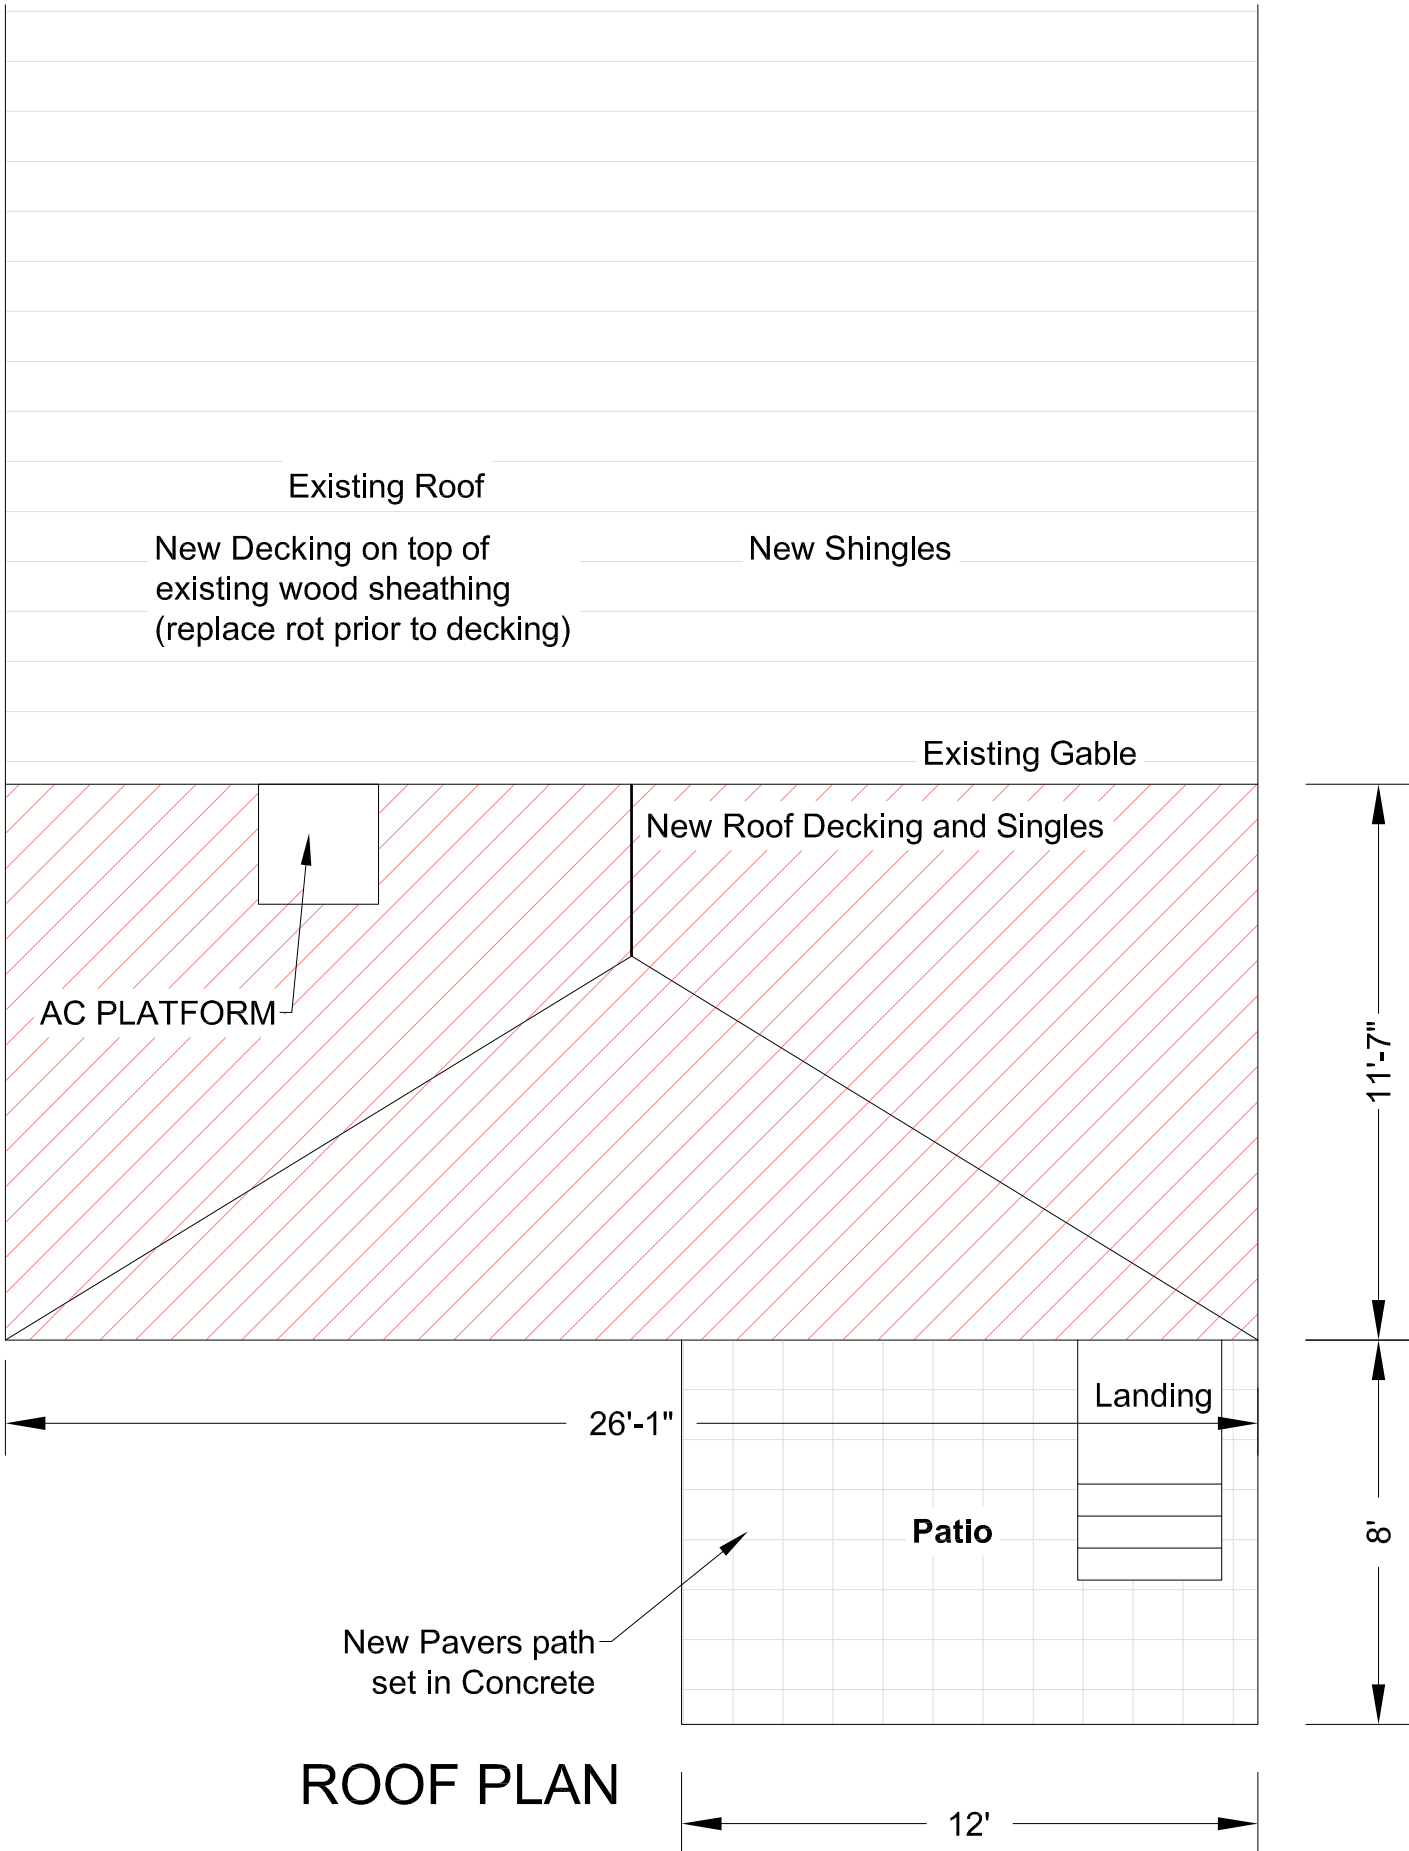 Existing Roof
New Decking on top of
existing wood sheathing
(replace rot prior to decking)
New Shingles
Existing Gable
New Roof Decking and Singles
AC PLATFORM
11'-7"
Landing
26'-1"
Patio
8'
New Pavers path
set in Concrete
ROOF PLAN
12'